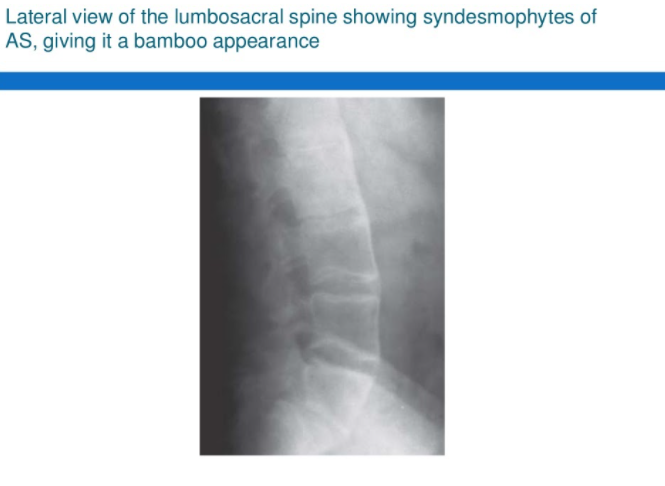 Lateral view of the lumbosacral spine showing syndesmophytes of
AS, giving it a bamboo appearance